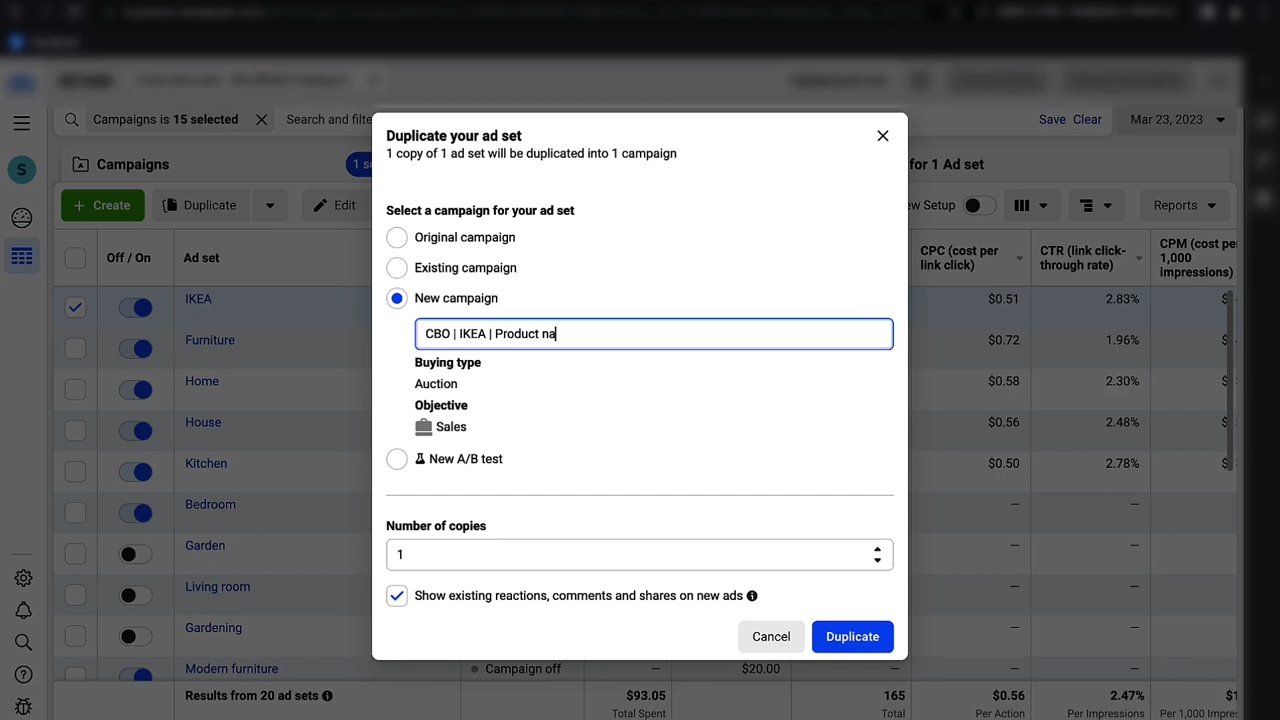 Campaigns is 15 selected
Search and filte
Save Clear
Mar 23, 2023
Campaigns
1 s
for 1 Ad set
+ Create
Duplicate
Edit
ew Setup
Reports
Off / On
Ad set
CPC (cost per
link click)
CTR (link click-
through rate)
CPM (cost per
1,000
impressions)
S
IKEA
$0.51
2.83%
Furniture
$0.72
1.96%
Home
$0.58
2.30%
House
$0.56
2.48%
Kitchen
$0.50
2.78%
Bedroom
—
—
Garden
—
—
Living room
—
—
Gardening
—
—
Modern furniture
Campaign off
—
$20.00
—
—
—
Results from 20 ad sets
$93.05
Total Spent
165
Total
$0.56
Per Action
2.47%
Per Impressions
$1
Per 1,000 Impre
Duplicate your ad set
1 copy of 1 ad set will be duplicated into 1 campaign
Select a campaign for your ad set
Original campaign
Existing campaign
New campaign
CBO | IKEA | Product na
Buying type
Auction
Objective
Sales
New A/B test
Number of copies
1
Show existing reactions, comments and shares on new ads
Cancel
Duplicate